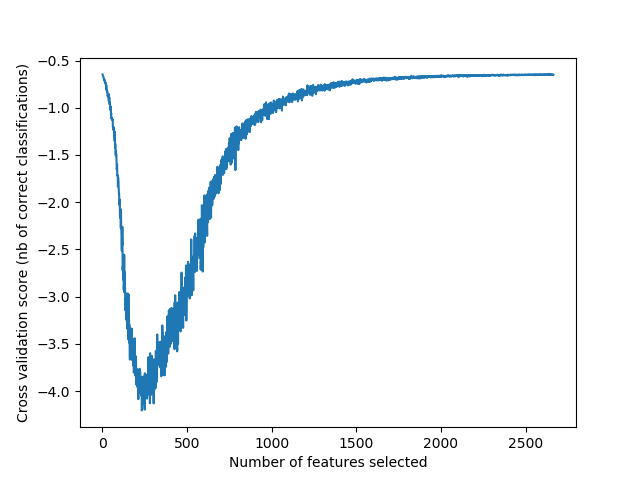 Cross validation score (nb of correct classifications)
−0.5
−1.0
−1.5
−2.0
−2.5
−3.0
−3.5
−4.0
0 500 1000 1500 2000 2500
Number of features selected